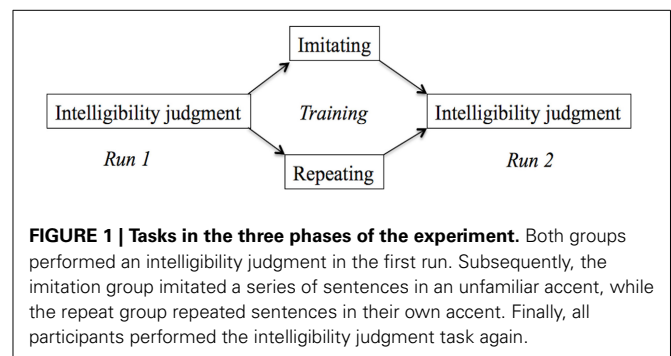 Imitating
Intelligibility judgment
Training
Intelligibility judgment
Run 1
Run 2
Repeating
FIGURE 1 | Tasks in the three phases of the experiment. Both groups
performed an intelligibility judgment in the first run. Subsequently, the
imitation group imitated a series of sentences in an unfamiliar accent, while
the repeat group repeated sentences in their own accent. Finally, all
participants performed the intelligibility judgment task again.